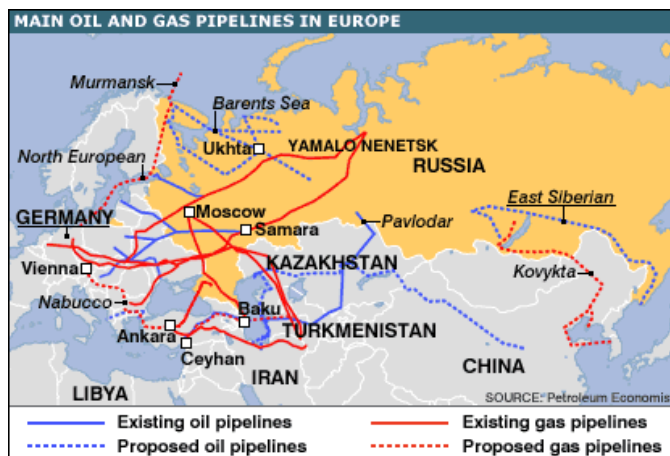 MAIN OIL AND GAS PIPELINES IN EUROPE
Murmansk
Barents Sea
Ukhta
YAMALO NENETSK
North European
RUSSIA
East Siberian
GERMANY
Moscow
Pavlodar
Samara
Vienna
KAZAKHSTAN
Kovykta
Nabucco
Baku
Ankara
TURKMENISTAN
Ceyhan
CHINA
IRAN
LIBYA
SOURCE: Petroleum Economis
Existing oil pipelines
Existing gas pipelines
Proposed oil pipelines
Proposed gas pipelines